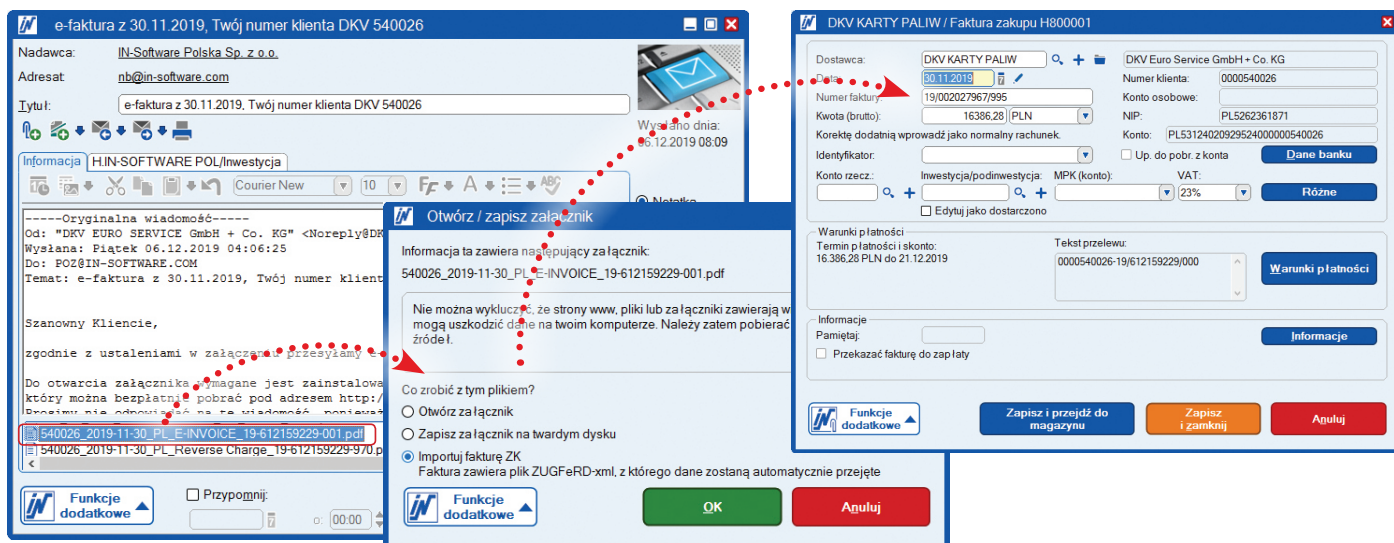 e-faktura z 30.11.2019, Twój numer klienta DKV 540026
Nadawca: IN-Software Polska Sp. z o.o.
Adresat: nb@in-software.com
Tytuł: e-faktura z 30.11.2019, Twój numer klienta DKV 540026
Wysłano dnia:
06.12.2019 08:09
Informacja H.IN-SOFTWARE POL/Inwestycja
Courier New 10
Notatka
-----Oryginalna wiadomość-----
Od: "DKV EURO SERVICE GmbH + Co. KG" <Noreply@DK
Wysłana: Piątek 06.12.2019 04:06:25
Do: POZ@IN-SOFTWARE.COM
Temat: e-faktura z 30.11.2019, Twój numer klient
Szanowny Kliencie,
zgodnie z ustaleniami w załączeniu przesyłamy e-
Do otwarcia załącznika wymagane jest zainstalowa
który można bezpłatnie pobrać pod adresem http:/
Prosimy nie odpowiadać na tę wiadomość, ponieważ
540026_2019-11-30_PL_E-INVOICE_19-612159229-001.pdf
540026_2019-11-30_PL_Reverse Charge_19-612159229-970.p
Funkcje
dodatkowe
Przypomnij:
o: 00:00
Otwórz / zapisz załącznik
Informacja ta zawiera następujący załącznik:
540026_2019-11-30_PL_E-INVOICE_19-612159229-001.pdf
Nie można wykluczyć, że strony www, pliki lub załączniki zawierają w
mogą uszkodzić dane na twoim komputerze. Należy zatem pobierać
źródeł.
Co zrobić z tym plikiem?
Otwórz załącznik
Zapisz załącznik na twardym dysku
Importuj fakturę ZK
Faktura zawiera plik ZUGFeRD-xml, z którego dane zostaną automatycznie przejęte
Funkcje
dodatkowe
OK
Anuluj
DKV KARTY PALIW / Faktura zakupu H800001
Dostawca: DKV KARTY PALIW DKV Euro Service GmbH + Co. KG
Data: 30.11.2019 Numer klienta: 0000540026
Numer faktury: 19/002027967/995 Konto osobowe:
Kwota (brutto): 16386,28 PLN NIP: PL5262361871
Korektę dodatnią wprowadź jako normalny rachunek. Konto: PL53124020929524000000540026
Identyfikator: Up. do pobr. z konta Dane banku
Konto rzecz.: Inwestycja/podinwestycja: MPK (konto): VAT:
23% Różne
Edytuj jako dostarczono
Warunki płatności
Termin płatności i skonto: Tekst przelewu:
16.386,28 PLN do 21.12.2019 0000540026-19/612159229/000
Warunki płatności
Informacje
Pamiętaj: Informacje
Przekazać fakturę do zapłaty
Funkcje
dodatkowe
Zapisz i przejdź do
magazynu
Zapisz
i zamknij
Anuluj